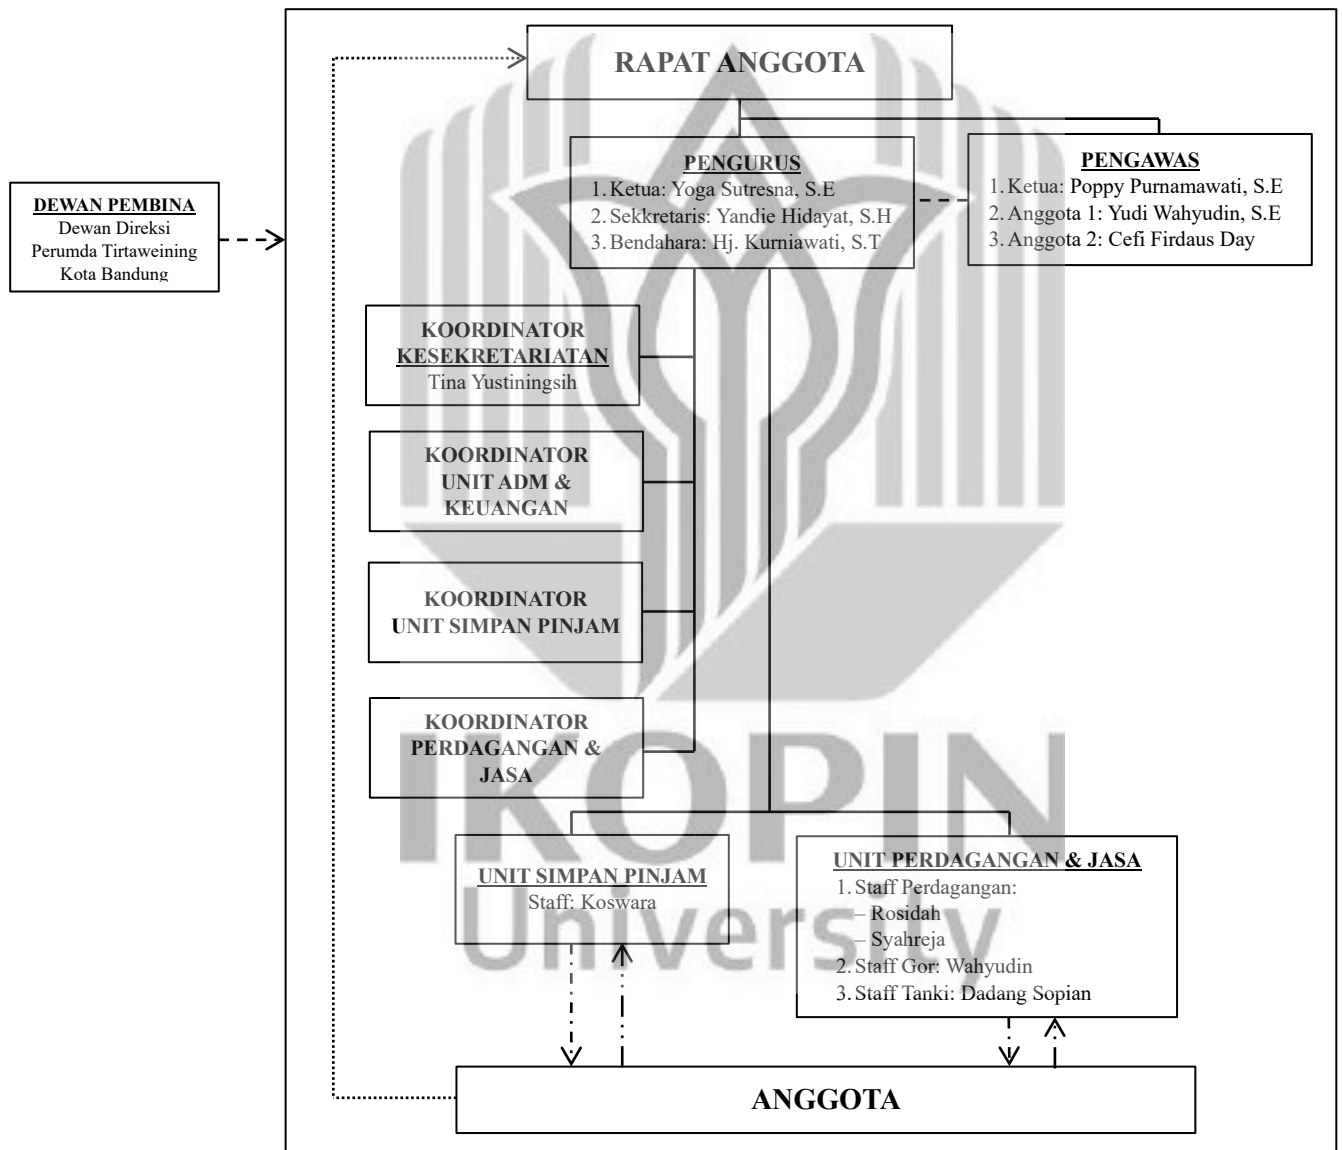 RAPAT ANGGOTA
PENGURUS
1. Ketua: Yoga Sutresna, S.E
2. Sekkretaris: Yandie Hidayat, S.H
3. Bendahara: Hj. Kurniawati, S.T
PENGAWAS
1. Ketua: Poppy Purnamawati, S.E
2. Anggota 1: Yudi Wahyudin, S.E
3. Anggota 2: Cefi Firdaus Day
DEWAN PEMBINA
Dewan Direksi
Perumda Tirtaweining
Kota Bandung
KOORDINATOR
KESEKRETARIATAN
Tina Yustiningsih
KOORDINATOR
UNIT ADM &
KEUANGAN
KOORDINATOR
UNIT SIMPAN PINJAM
KOORDINATOR
PERDAGANGAN &
JASA
UNIT SIMPAN PINJAM
Staff: Koswara
UNIT PERDAGANGAN & JASA
1. Staff Perdagangan:
– Rosidah
– Syahreja
2. Staff Gor: Wahyudin
3. Staff Tanki: Dadang Sopian
ANGGOTA
IKOPIN
University